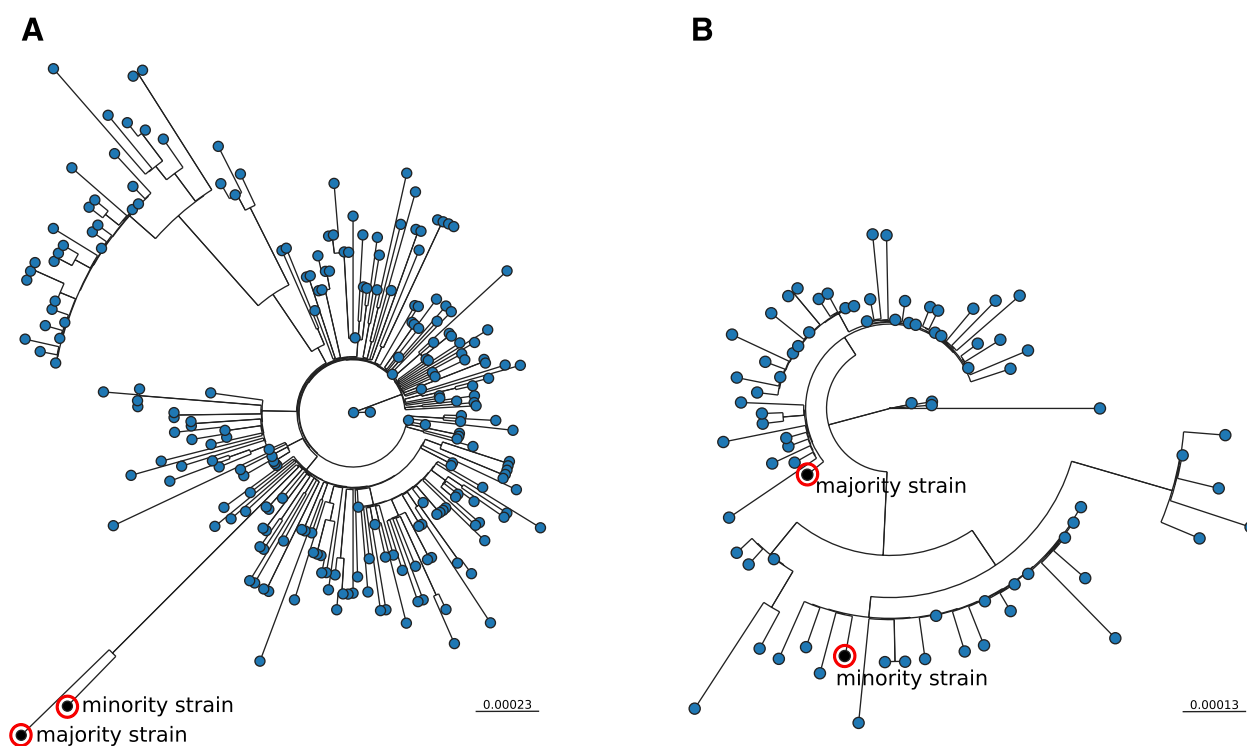 A
B
majority strain
minority strain
minority strain
majority strain
0.00023
0.00013